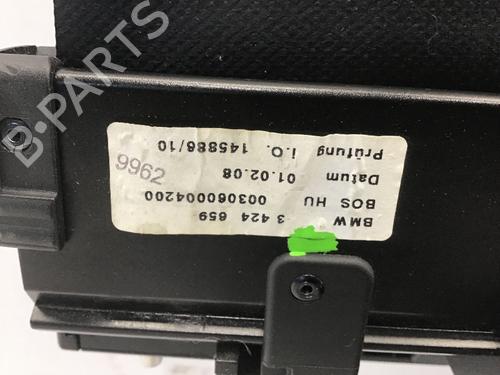 BMW 3 424 659
BOS HU 003060004200
Datum 01.02.08
Prüfung i.O. 145886/10
9962
B-PARTS